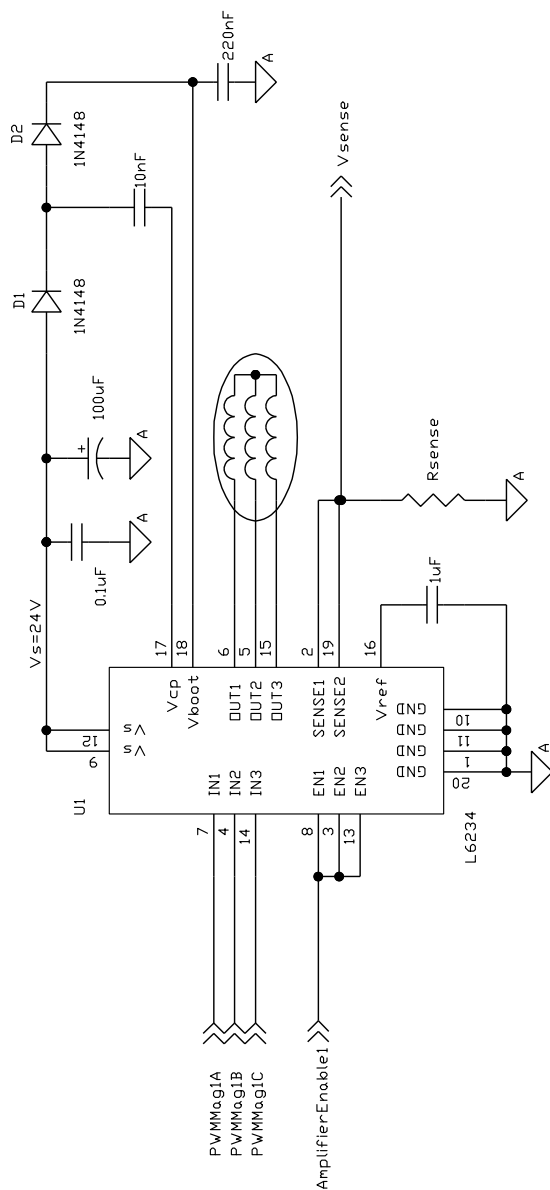 D2
1N4148
220nF
A
10nF
Vsense
D1
1N4148
100uF
+
A
0.1uF
A
Rsense
A
1uF
Vs=24V
17
18
6
5
15
2
19
16
Vcp
Vboot
OUT1
OUT2
OUT3
SENSE1
SENSE2
Vref
Vs
Vs
12
9
GND
GND
GND
GND
10
11
1
20
A
U1
IN1
IN2
IN3
EN1
EN2
EN3
7
4
14
8
3
13
L6234
PWMMag1A
PWMMag1B
PWMMag1C
AmplifierEnable1